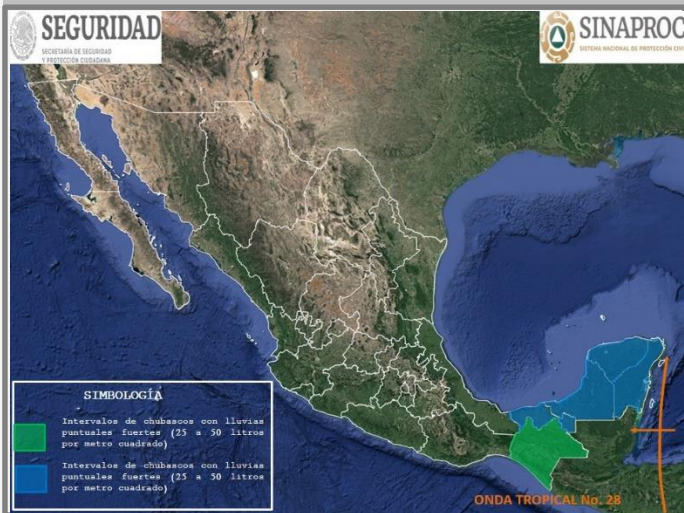 SEGURIDAD
SECRETARÍA DE SEGURIDAD
Y PROTECCIÓN CIUDADANA
SINAPROC
SISTEMA NACIONAL DE PROTECCIÓN CIVI
SIMBOLOGÍA
Intervalos de chubascos con lluvias
puntuales fuertes (25 a 50 litros
por metro cuadrado)
Intervalos de chubascos con lluvias
puntuales fuertes (25 a 50 litros
por metro cuadrado)
ONDA TROPICAL No. 28